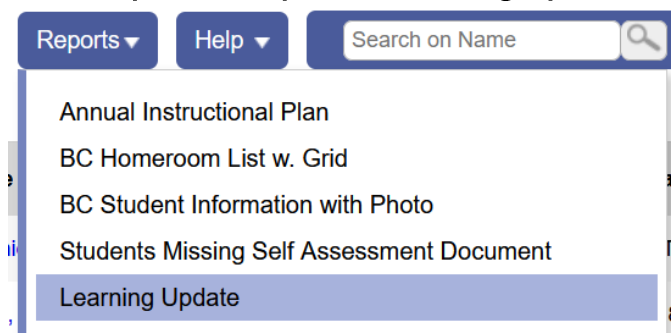 Reports Help Search on Name
Annual Instructional Plan
BC Homeroom List w. Grid
BC Student Information with Photo
Students Missing Self Assessment Document
Learning Update